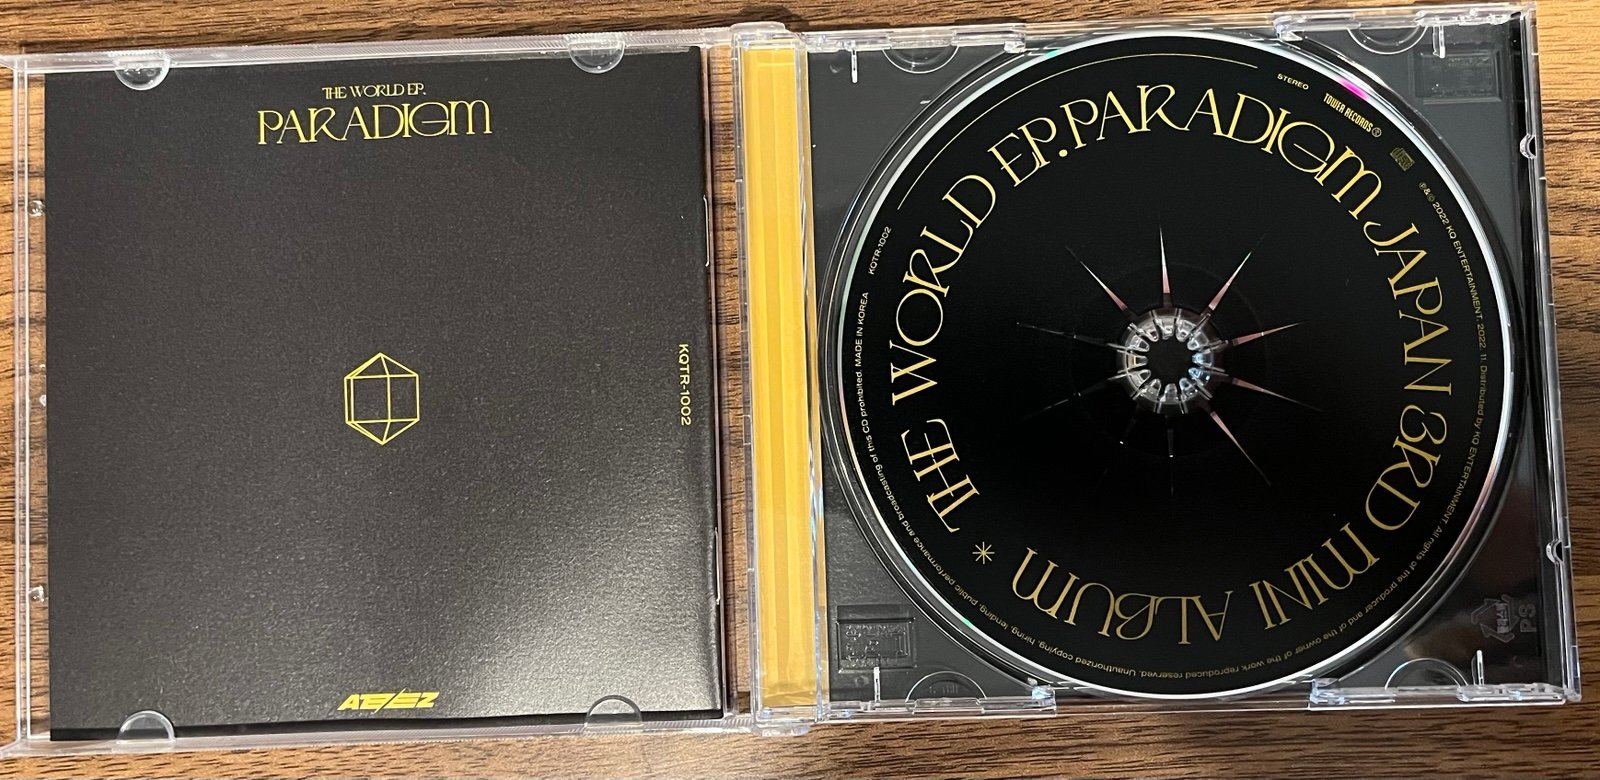 THE WORLD EP.
PARADIGM
KQTR-1002
ATEEZ
THE WORLD EP.PARADIGM JAPAN 3RD MINI ALBUM *
STEREO
TOWER RECORDS
℗&© 2022 KQ ENTERTAINMENT. 2022. 11. Distributed by KQ ENTERTAINMENT. All rights of the producer and of the owner of the work reproduced reserved. Unauthorized copying, hiring, lending, public performance and broadcasting of this CD prohibited. MADE IN KOREA
KQTR-1002
PS